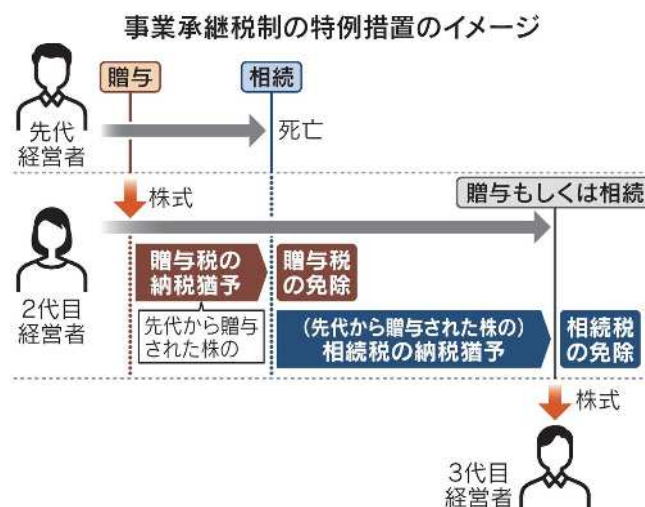 事業承継税制の特例措置のイメージ
贈与
相続
先代
経営者
死亡
株式
贈与もしくは相続
2代目
経営者
贈与税の
納税猶予
贈与税
の免除
先代から贈与
された株の
(先代から贈与された株の)
相続税の納税猶予
相続税
の免除
株式
3代目
経営者